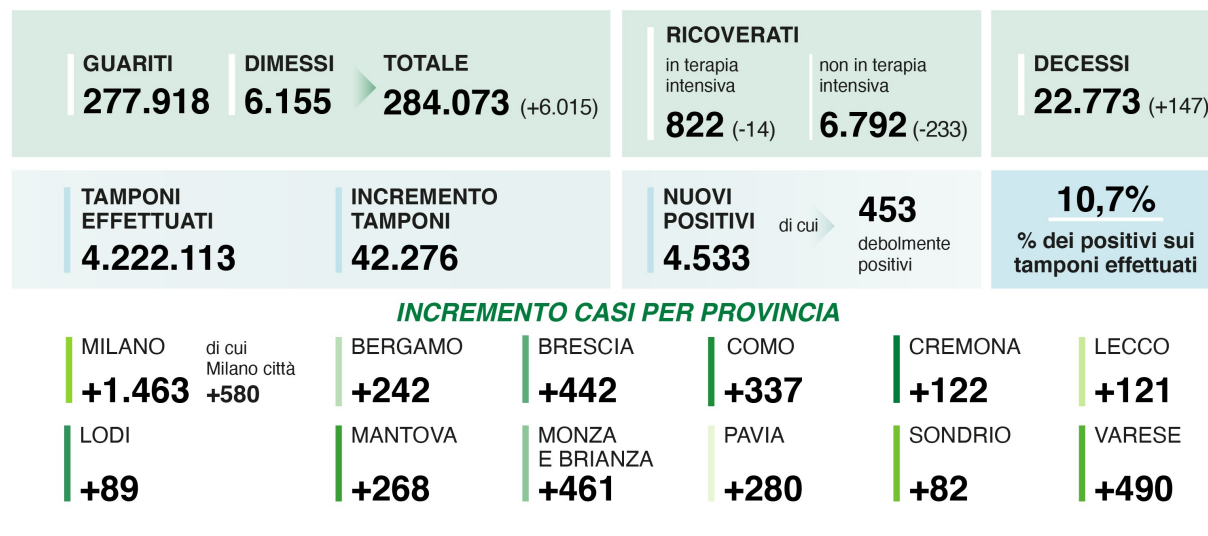 GUARITI
277.918
DIMESSI
6.155
TOTALE
284.073 (+6.015)
RICOVERATI
in terapia
intensiva
822 (-14)
non in terapia
intensiva
6.792 (-233)
DECESSI
22.773 (+147)
TAMPONI
EFFETTUATI
4.222.113
INCREMENTO
TAMPONI
42.276
NUOVI
POSITIVI
4.533
di cui
453
debolmente
positivi
10,7%
% dei positivi sui
tamponi effettuati
INCREMENTO CASI PER PROVINCIA
MILANO
+1.463
di cui
Milano città
+580
BERGAMO
+242
BRESCIA
+442
COMO
+337
CREMONA
+122
LECCO
+121
LODI
+89
MANTOVA
+268
MONZA
E BRIANZA
+461
PAVIA
+280
SONDRIO
+82
VARESE
+490